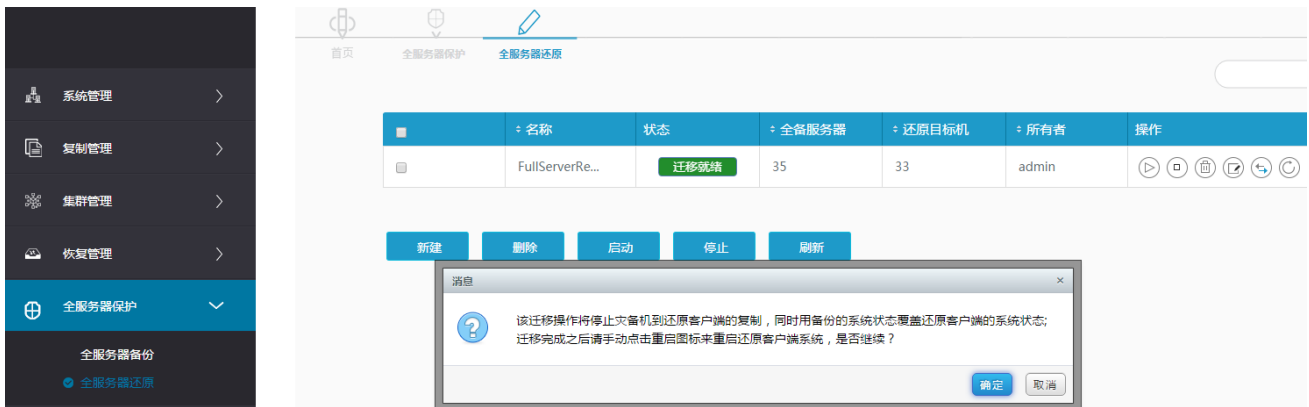 首页
全服务器保护
全服务器还原
系统管理
复制管理
集群管理
恢复管理
全服务器保护
全服务器备份
全服务器还原
名称 状态 全备服务器 还原目标机 所有者 操作
FullServerRe... 迁移就绪 35 33 admin
新建 删除 启动 停止 刷新
消息
该迁移操作将停止灾备机到还原客户端的复制，同时用备份的系统状态覆盖还原客户端的系统状态;
迁移完成之后请手动点击重启图标来重启还原客户端系统，是否继续？
确定 取消